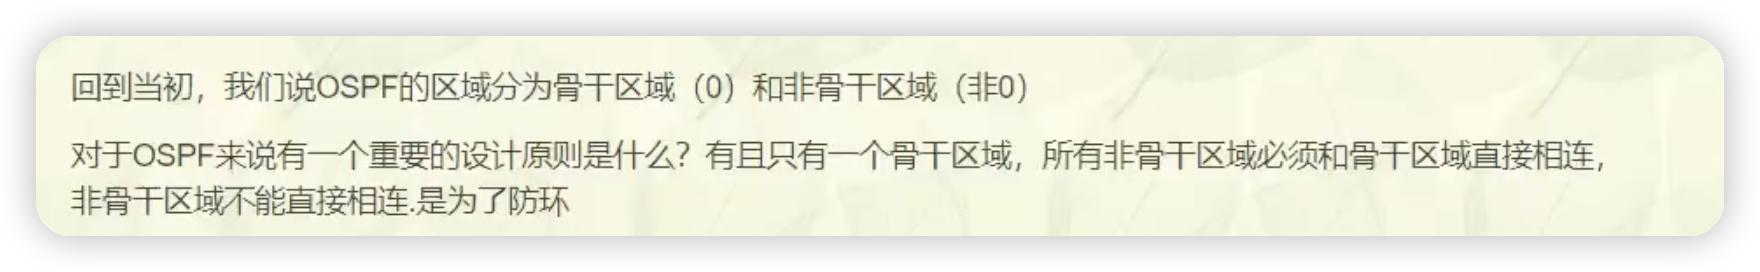 回到当初，我们说OSPF的区域分为骨干区域（0）和非骨干区域（非0）
对于OSPF来说有一个重要的设计原则是什么？有且只有一个骨干区域，所有非骨干区域必须和骨干区域直接相连，
非骨干区域不能直接相连.是为了防环